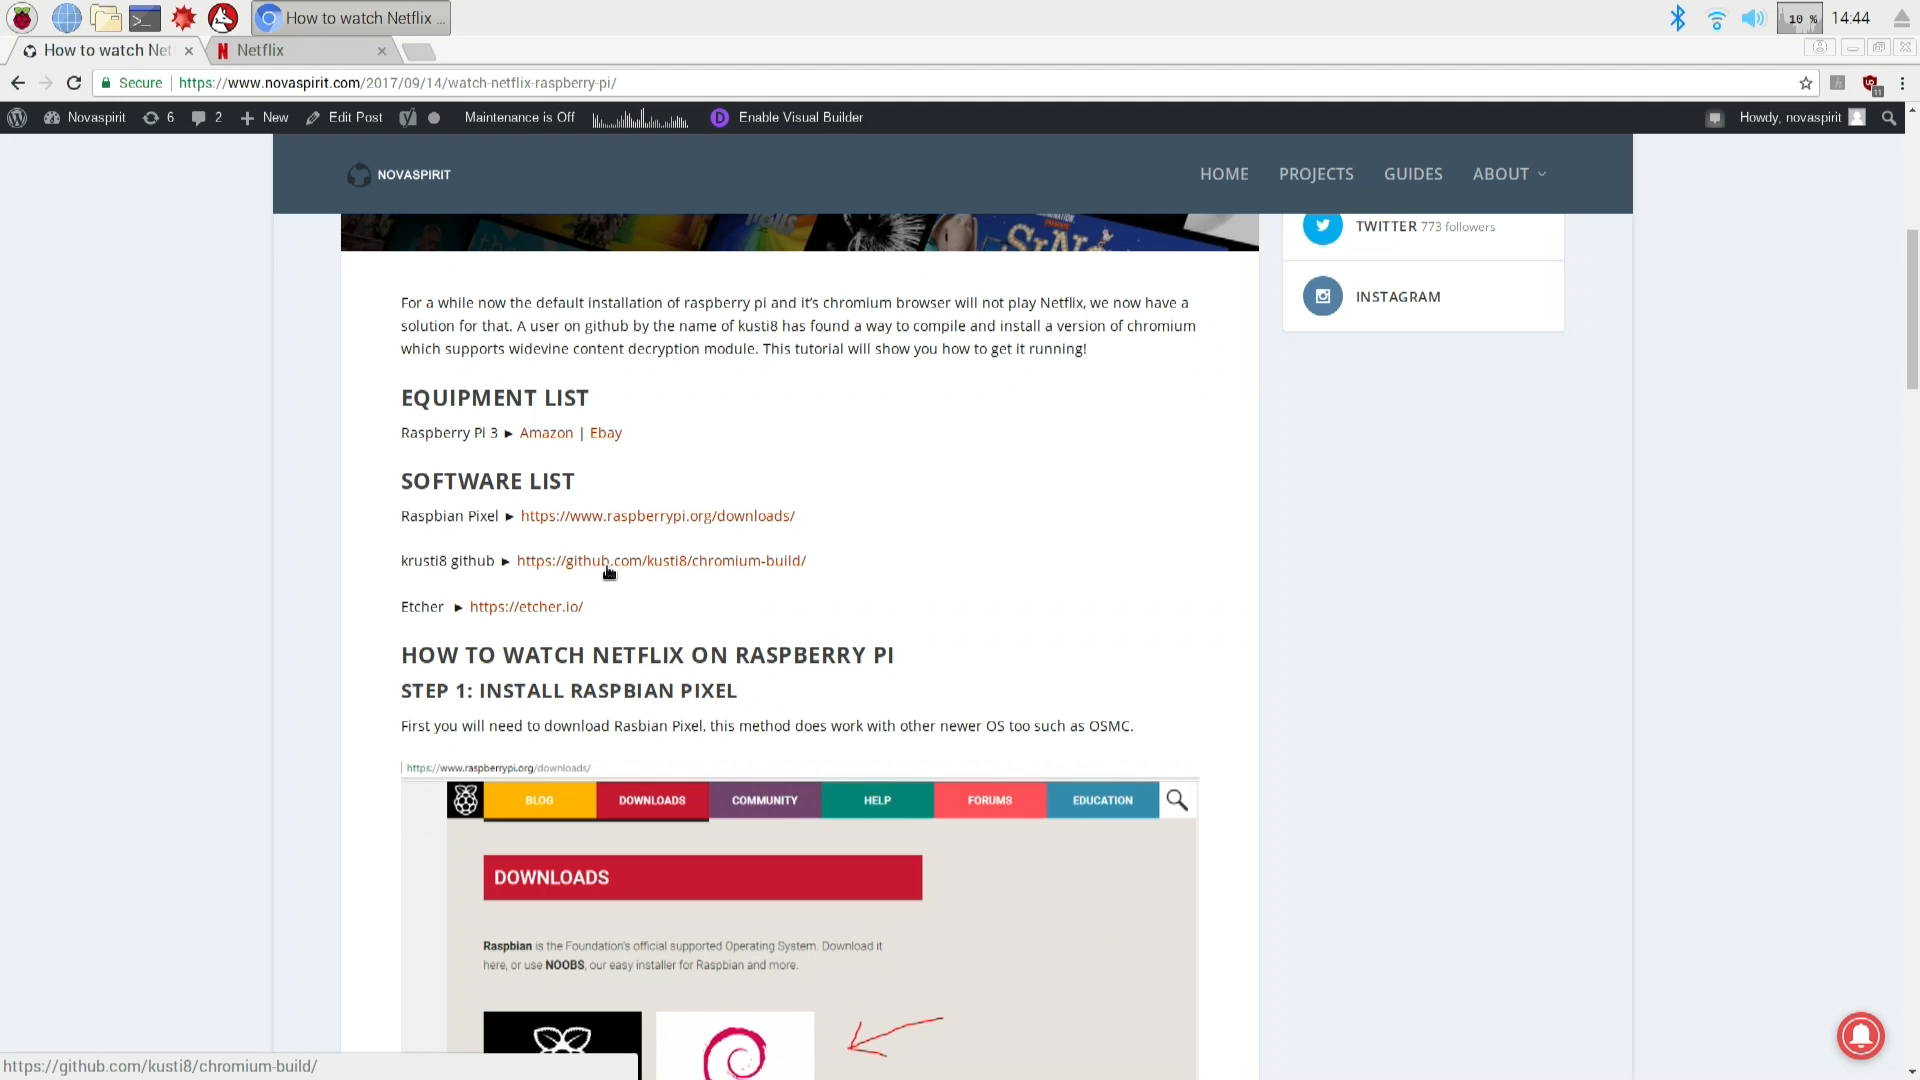 How to watch Netflix ...
10 %
14:44
How to watch Net
Netflix
Secure
https://www.novaspirit.com/2017/09/14/watch-netflix-raspberry-pi/
Novaspirit
6
2
New
Edit Post
Maintenance is Off
D
Enable Visual Builder
Howdy, novaspirit
NOVASPIRIT
HOME
PROJECTS
GUIDES
ABOUT
SING
TWITTER 773 followers
INSTAGRAM
For a while now the default installation of raspberry pi and it's chromium browser will not play Netflix, we now have a
solution for that. A user on github by the name of kusti8 has found a way to compile and install a version of chromium
which supports widevine content decryption module. This tutorial will show you how to get it running!
EQUIPMENT LIST
Raspberry Pi 3 ► Amazon | Ebay
SOFTWARE LIST
Raspbian Pixel ► https://www.raspberrypi.org/downloads/
krusti8 github ► https://github.com/kusti8/chromium-build/
Etcher ► https://etcher.io/
HOW TO WATCH NETFLIX ON RASPBERRY PI
STEP 1: INSTALL RASPBIAN PIXEL
First you will need to download Rasbian Pixel, this method does work with other newer OS too such as OSMC.
https://www.raspberrypi.org/downloads/
BLOG
DOWNLOADS
COMMUNITY
HELP
FORUMS
EDUCATION
DOWNLOADS
Raspbian is the Foundation's official supported Operating System. Download it
here, or use NOOBS, our easy installer for Raspbian and more.
https://github.com/kusti8/chromium-build/